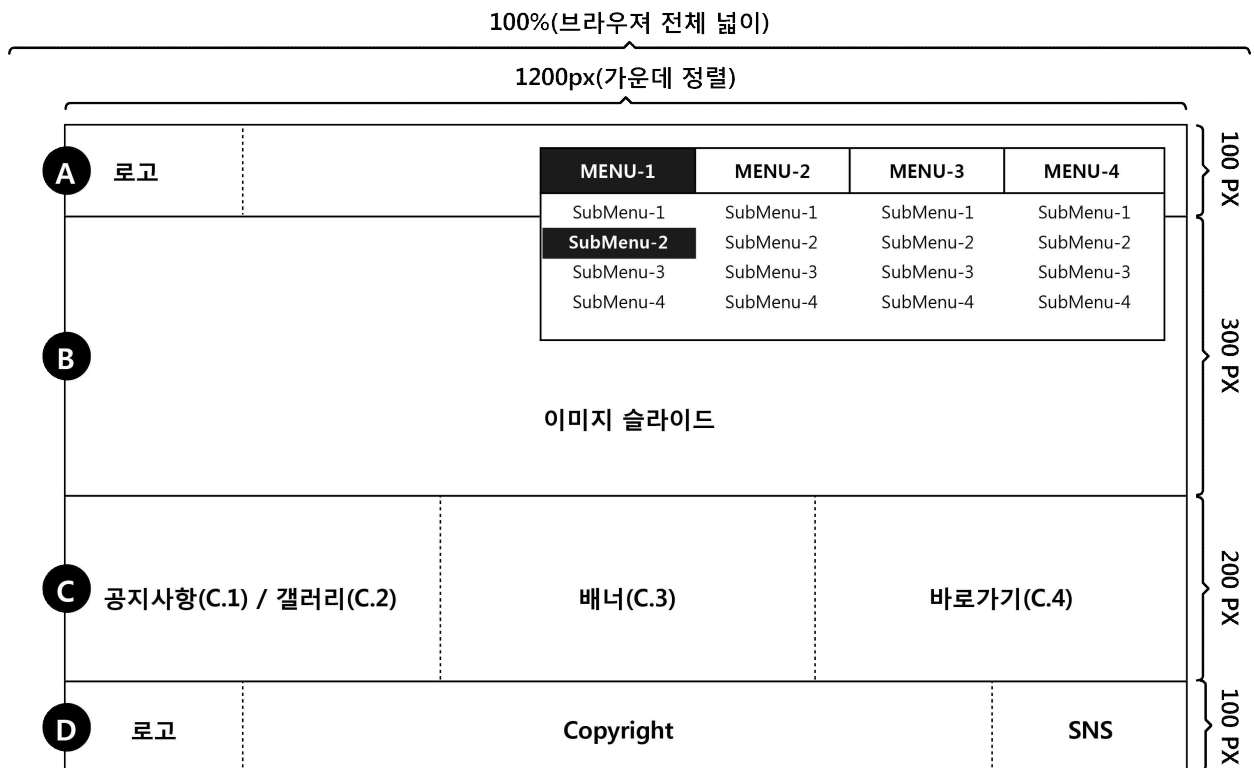 100%(브라우져 전체 넓이)
1200px(가운데 정렬)
A
로고
MENU-1 MENU-2 MENU-3 MENU-4
100 PX
SubMenu-1 SubMenu-1 SubMenu-1 SubMenu-1
SubMenu-2 SubMenu-2 SubMenu-2 SubMenu-2
SubMenu-3 SubMenu-3 SubMenu-3 SubMenu-3
SubMenu-4 SubMenu-4 SubMenu-4 SubMenu-4
B
300 PX
이미지 슬라이드
C
공지사항(C.1) / 갤러리(C.2)
배너(C.3)
바로가기(C.4)
200 PX
D
로고
Copyright
SNS
100 PX